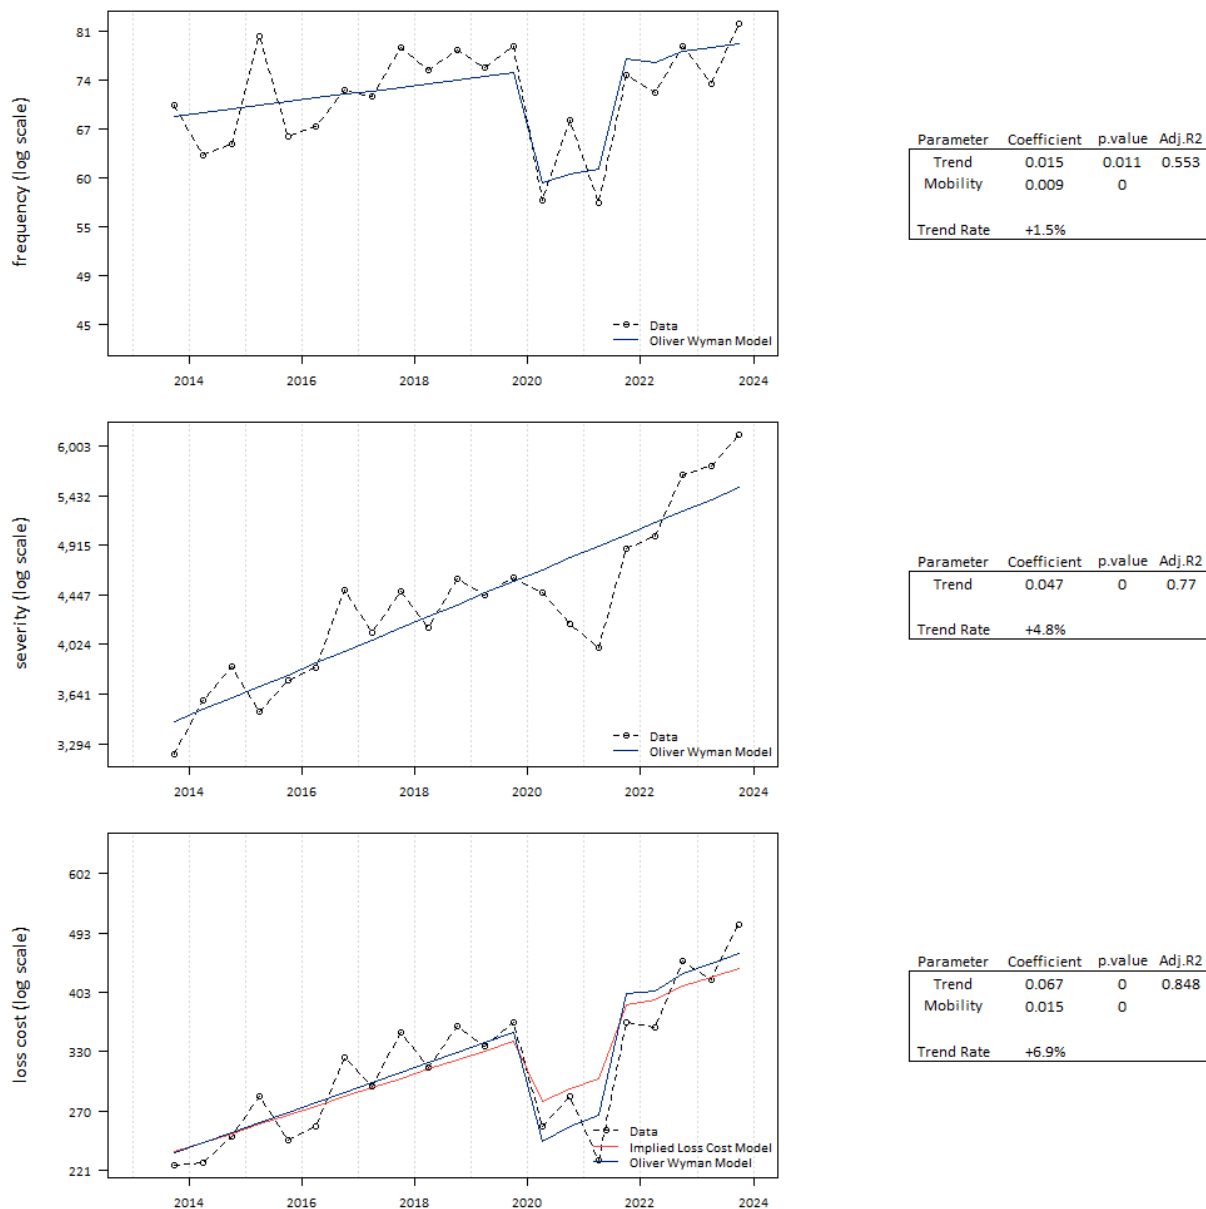 frequency (log scale)
81
74
67
60
55
49
45
Data
Oliver Wyman Model
2014 2016 2018 2020 2022 2024
Parameter Coefficient p.value Adj.R2
Trend 0.015 0.011 0.553
Mobility 0.009 0
Trend Rate +1.5%
severity (log scale)
6,003
5,432
4,915
4,447
4,024
3,641
3,294
Data
Oliver Wyman Model
2014 2016 2018 2020 2022 2024
Parameter Coefficient p.value Adj.R2
Trend 0.047 0 0.77
Trend Rate +4.8%
loss cost (log scale)
602
493
403
330
270
221
Data
Implied Loss Cost Model
Oliver Wyman Model
2014 2016 2018 2020 2022 2024
Parameter Coefficient p.value Adj.R2
Trend 0.067 0 0.848
Mobility 0.015 0
Trend Rate +6.9%